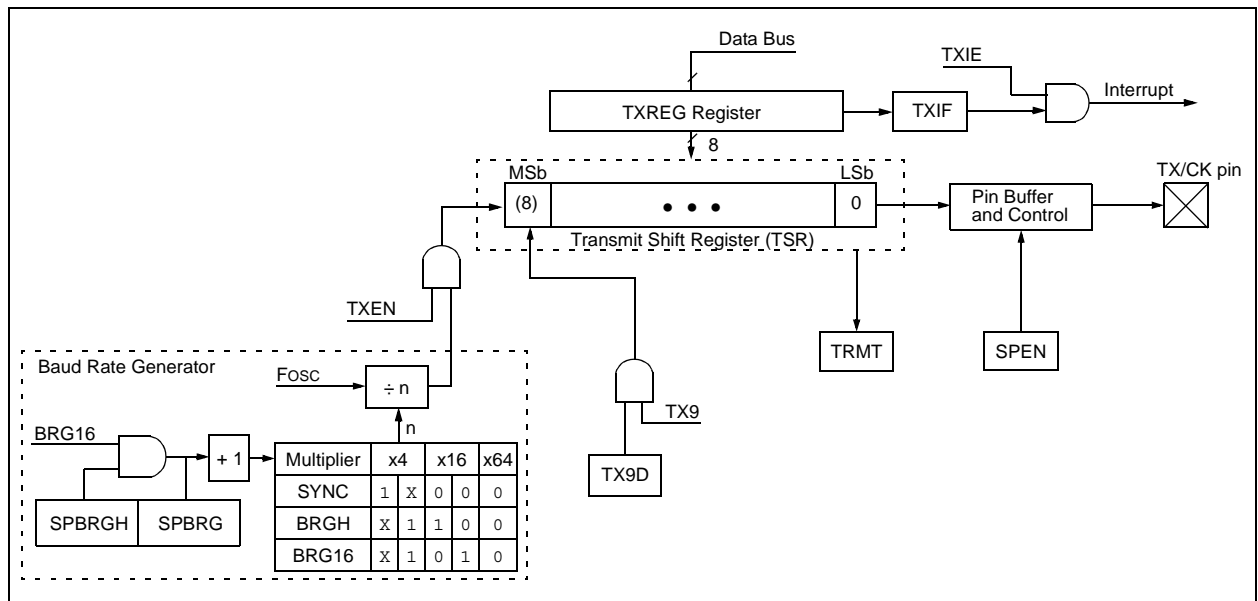 Data Bus
TXIE
Interrupt
TXREG Register
TXIF
8
MSb
LSb
TX/CK pin
(8)
• • •
0
Pin Buffer
and Control
Transmit Shift Register (TSR)
TXEN
TRMT
SPEN
Baud Rate Generator
FOSC
÷ n
TX9
n
BRG16
+ 1
Multiplier x4 x16 x64
TX9D
SYNC 1 X 0 0 0
SPBRGH SPBRG
BRGH X 1 1 0 0
BRG16 X 1 0 1 0